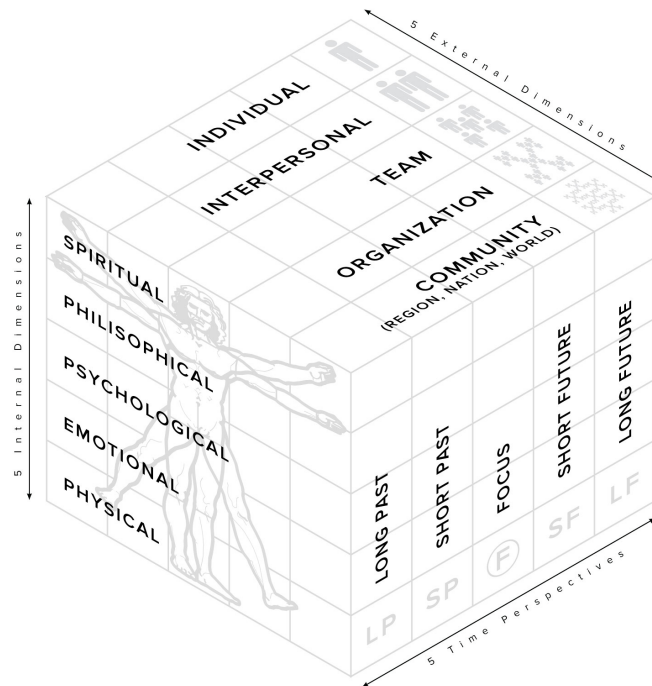 5 External Dimensions
INDIVIDUAL
INTERPERSONAL
TEAM
ORGANIZATION
COMMUNITY
(REGION, NATION, WORLD)
5 Internal Dimensions
SPIRITUAL
PHILISOPHICAL
PSYCHOLOGICAL
EMOTIONAL
PHYSICAL
LONG PAST
SHORT PAST
FOCUS
SHORT FUTURE
LONG FUTURE
LP
SP
F
SF
LF
5 Time Perspectives